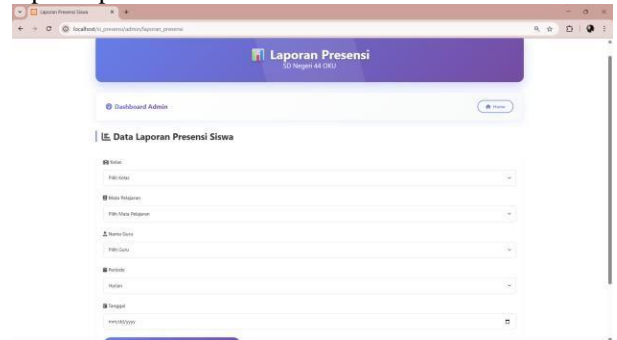 Laporan Presensi Siswa
localhost/si_presensi/admin/laporan_presensi
Laporan Presensi
SD Negeri 44 OKU
Dashboard Admin
Home
Data Laporan Presensi Siswa
Kelas
Pilih Kelas
Mata Pelajaran
Pilih Mata Pelajaran
Nama Guru
Pilih Guru
Periode
Harian
Tanggal
mm/dd/yyyy